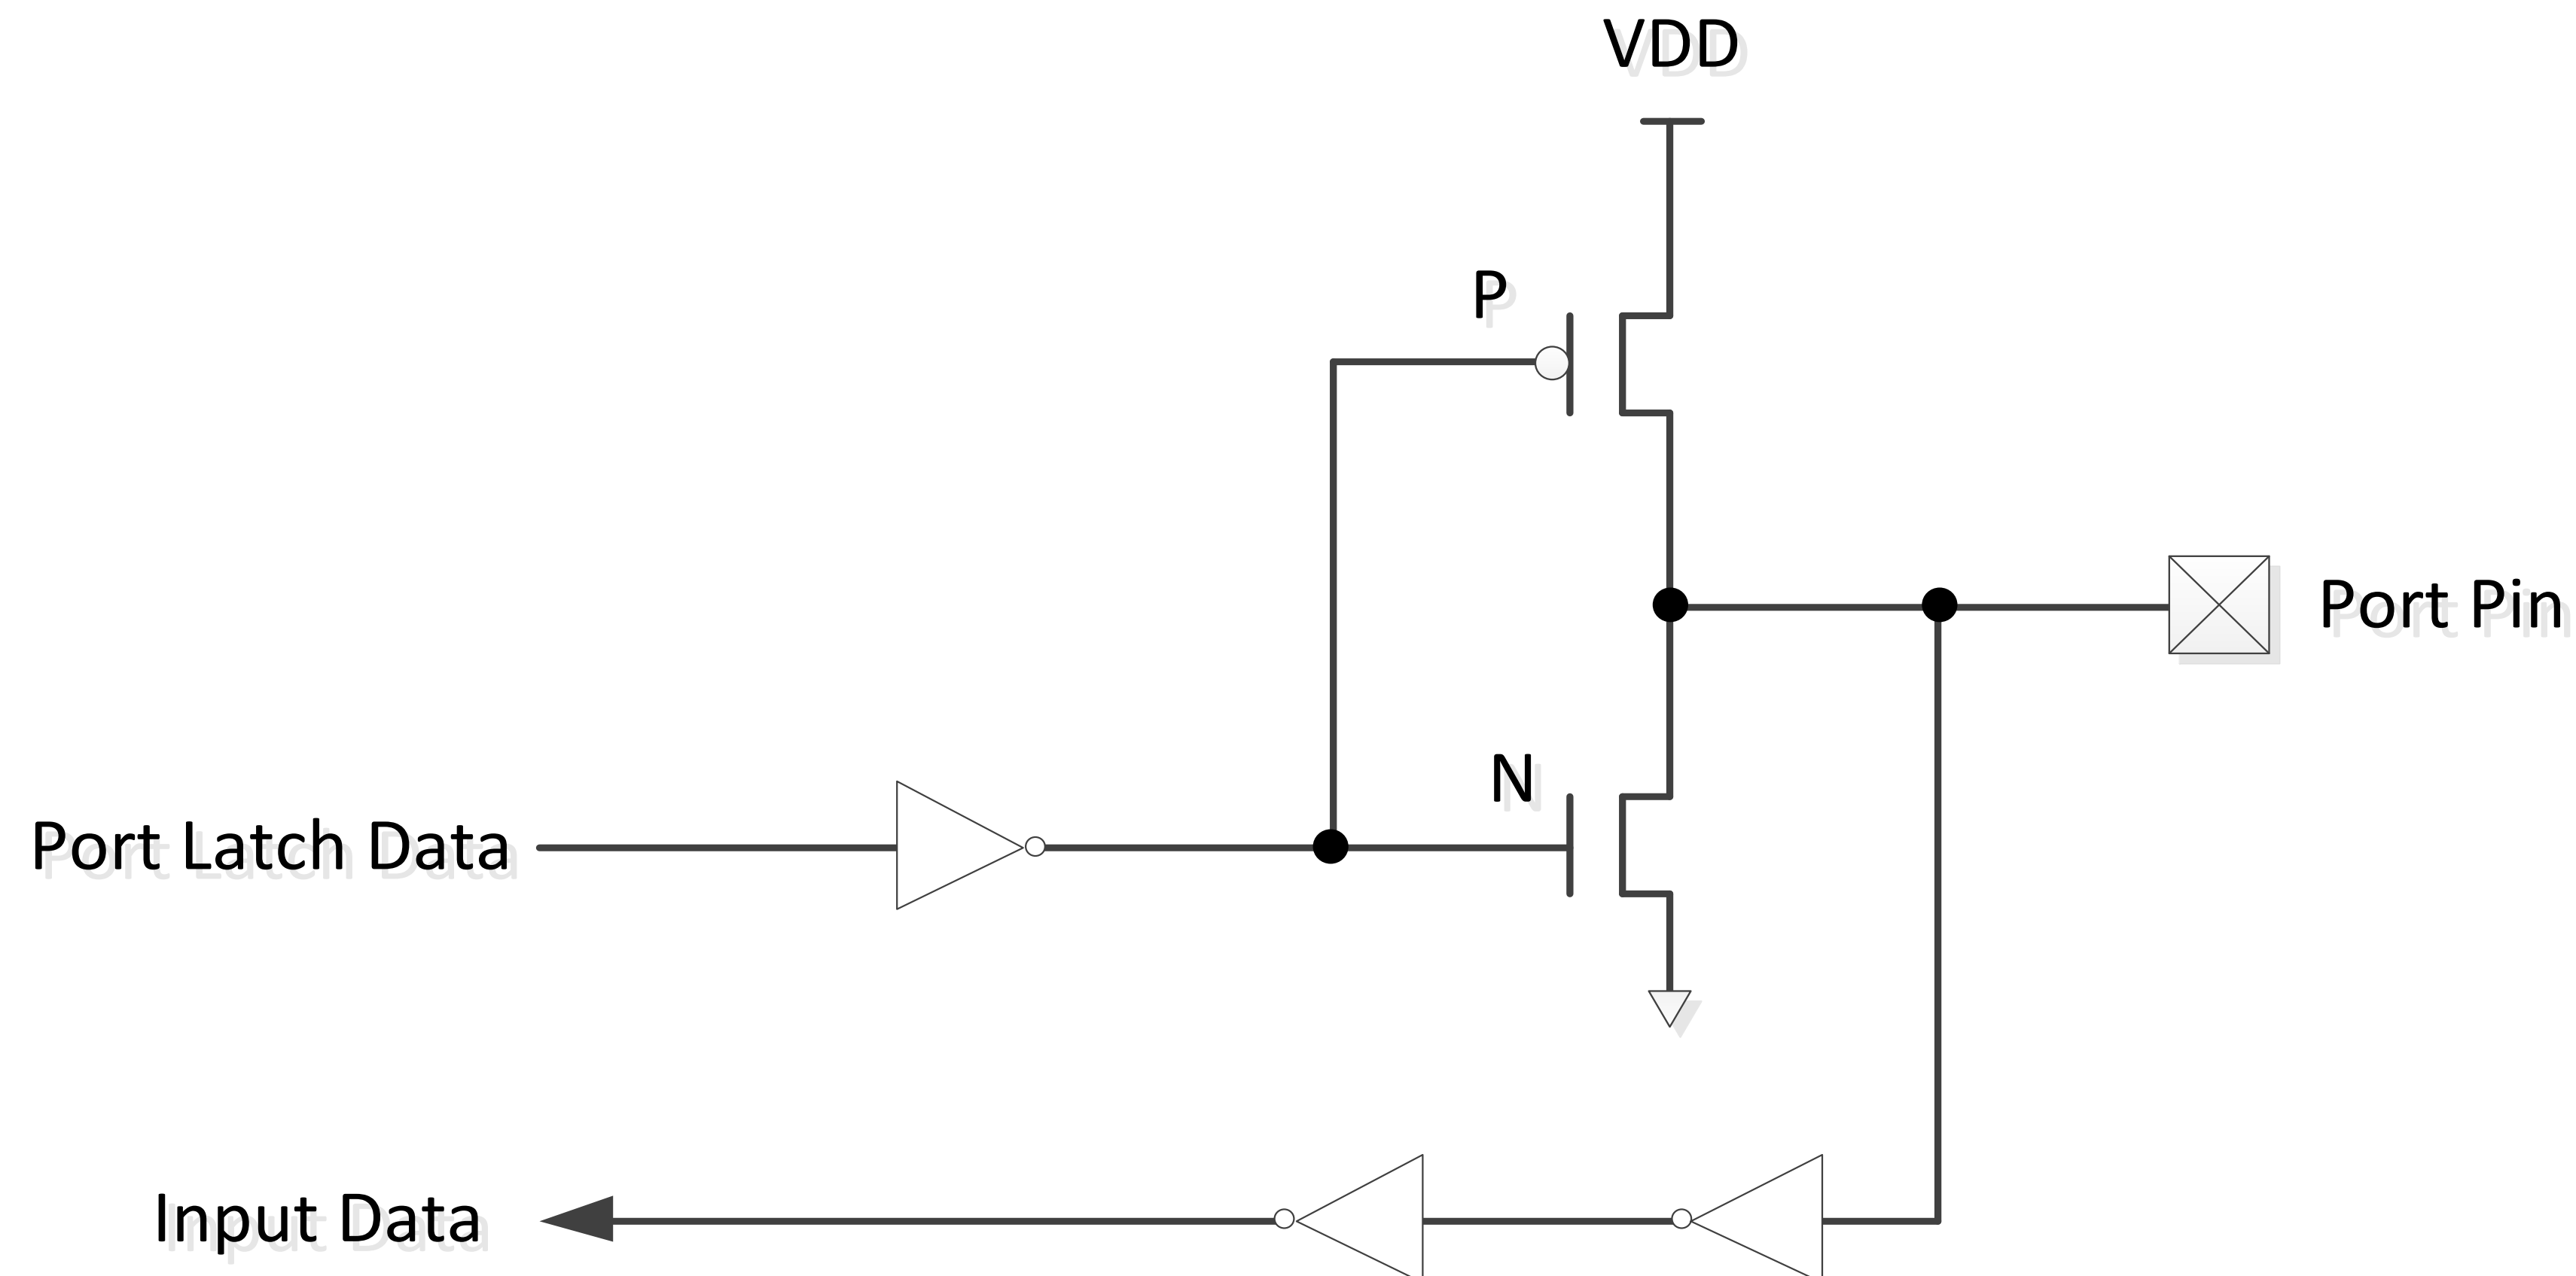 VDD
P
Port Pin
N
Port Latch Data
Input Data